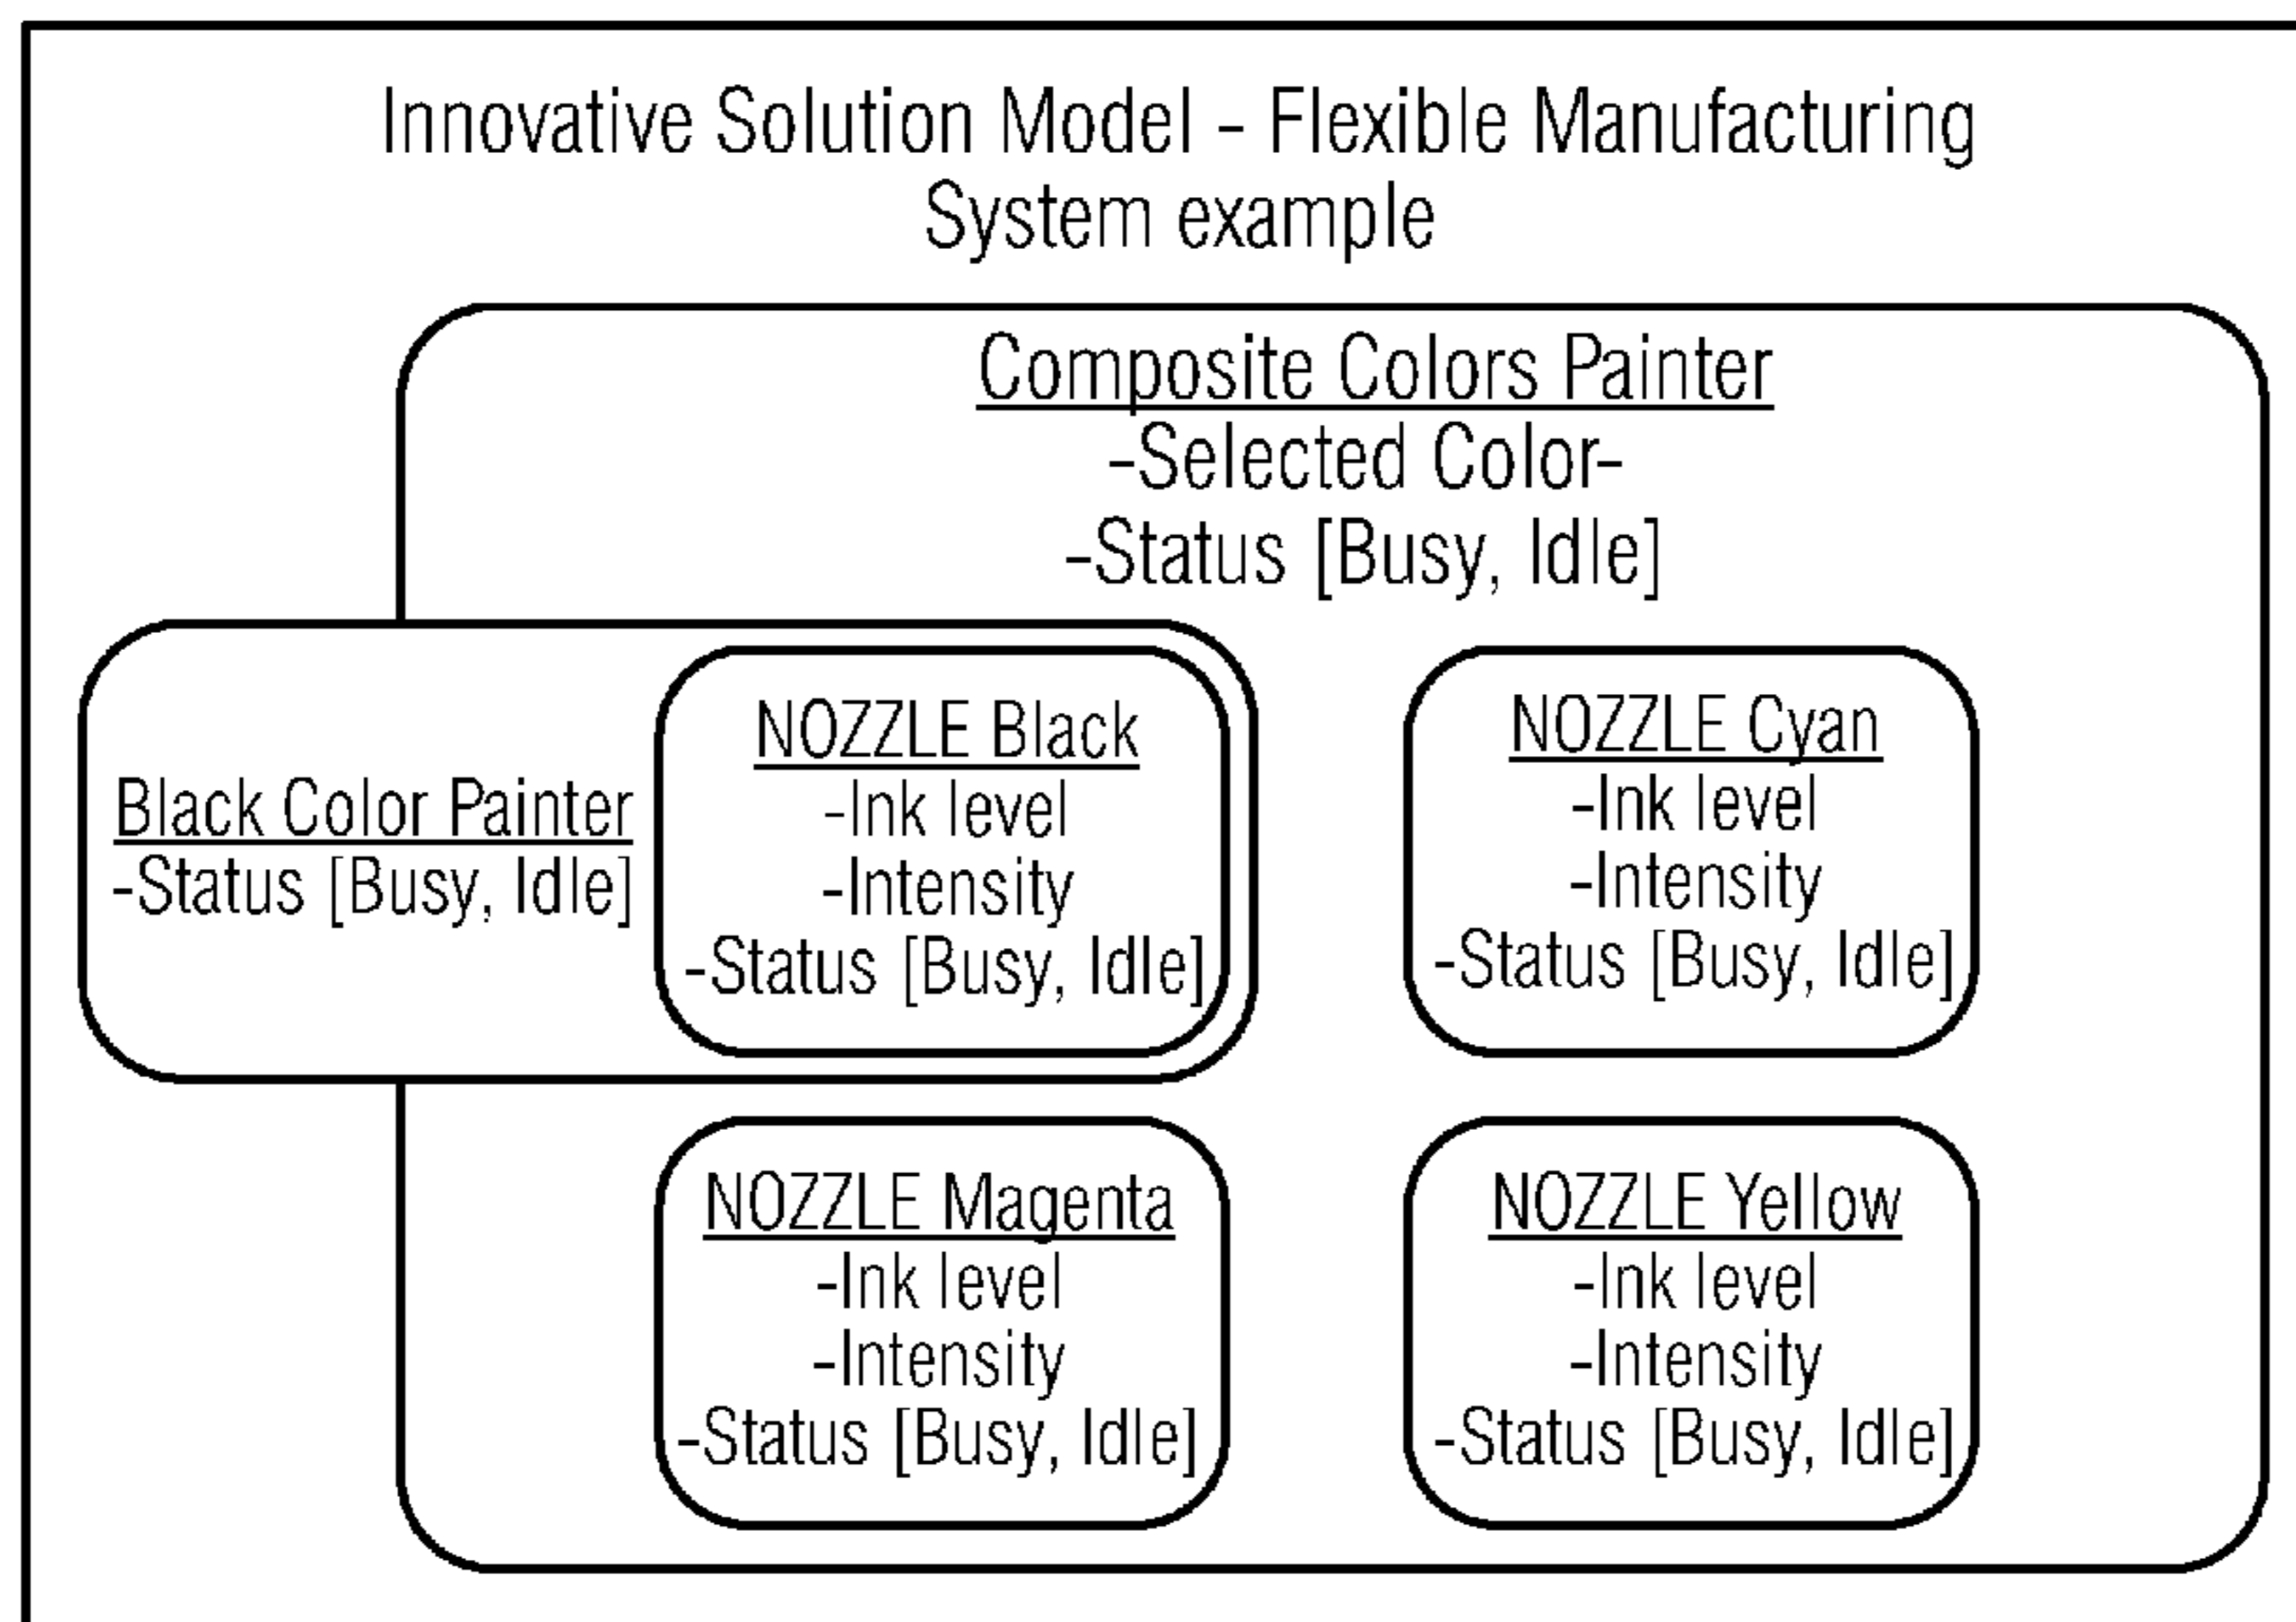 Innovative Solution Model - Flexible Manufacturing
System example
Composite Colors Painter
-Selected Color-
-Status [Busy, Idle]
Black Color Painter
-Status [Busy, Idle]
NOZZLE Black
-Ink level
-Intensity
-Status [Busy, Idle]
NOZZLE Cyan
-Ink level
-Intensity
-Status [Busy, Idle]
NOZZLE Magenta
-Ink level
-Intensity
-Status [Busy, Idle]
NOZZLE Yellow
-Ink level
-Intensity
-Status [Busy, Idle]